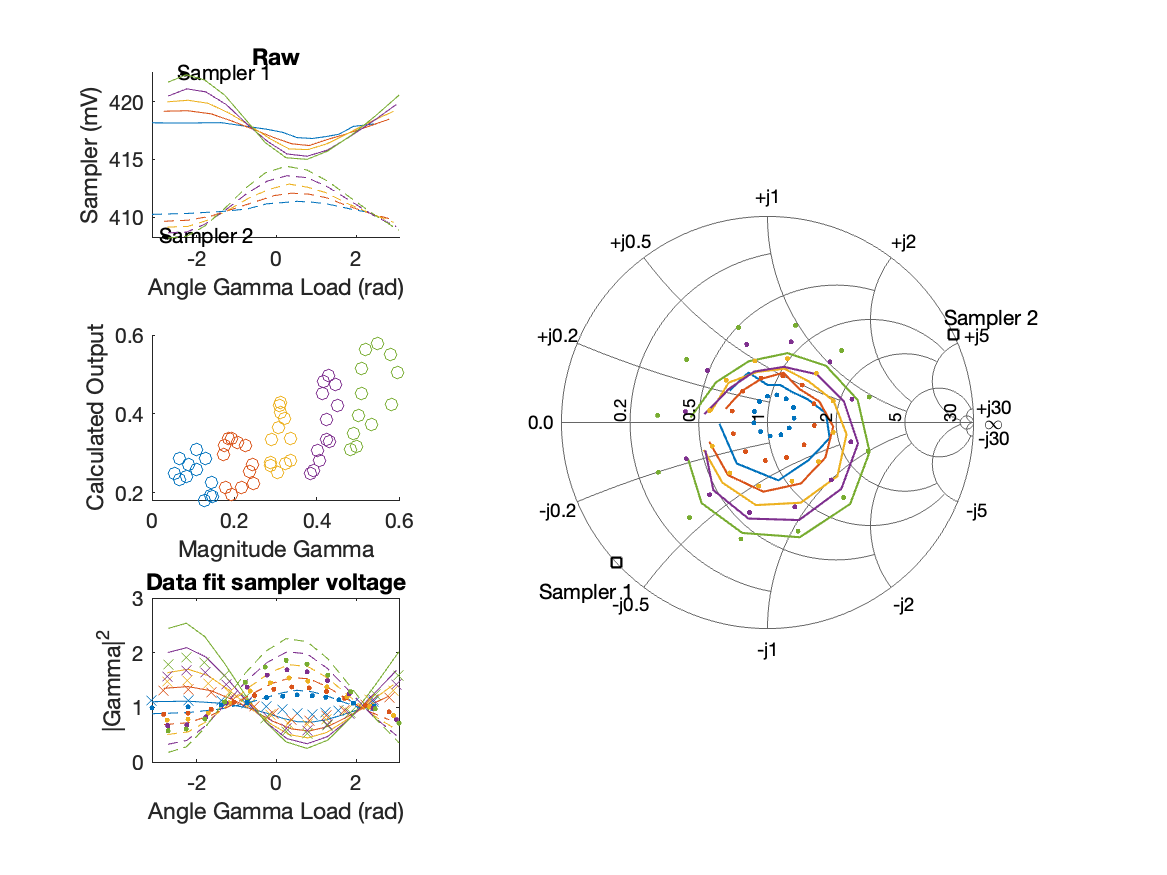 Raw
Sampler 1
420
415
410
Sampler (mV)
Sampler 2
-2
0
2
Angle Gamma Load (rad)
0.6
0.4
0.2
Calculated Output
0
0.2
0.4
0.6
Magnitude Gamma
Data fit sampler voltage
3
2
1
0
|Gamma|2
-2
0
2
Angle Gamma Load (rad)
+j1
+j0.5
+j2
+j0.2
Sampler 2
+j5
0.0
0.2
0.5
1
2
5
30
+j30
∞
-j30
-j0.2
-j5
Sampler 1
-j0.5
-j2
-j1